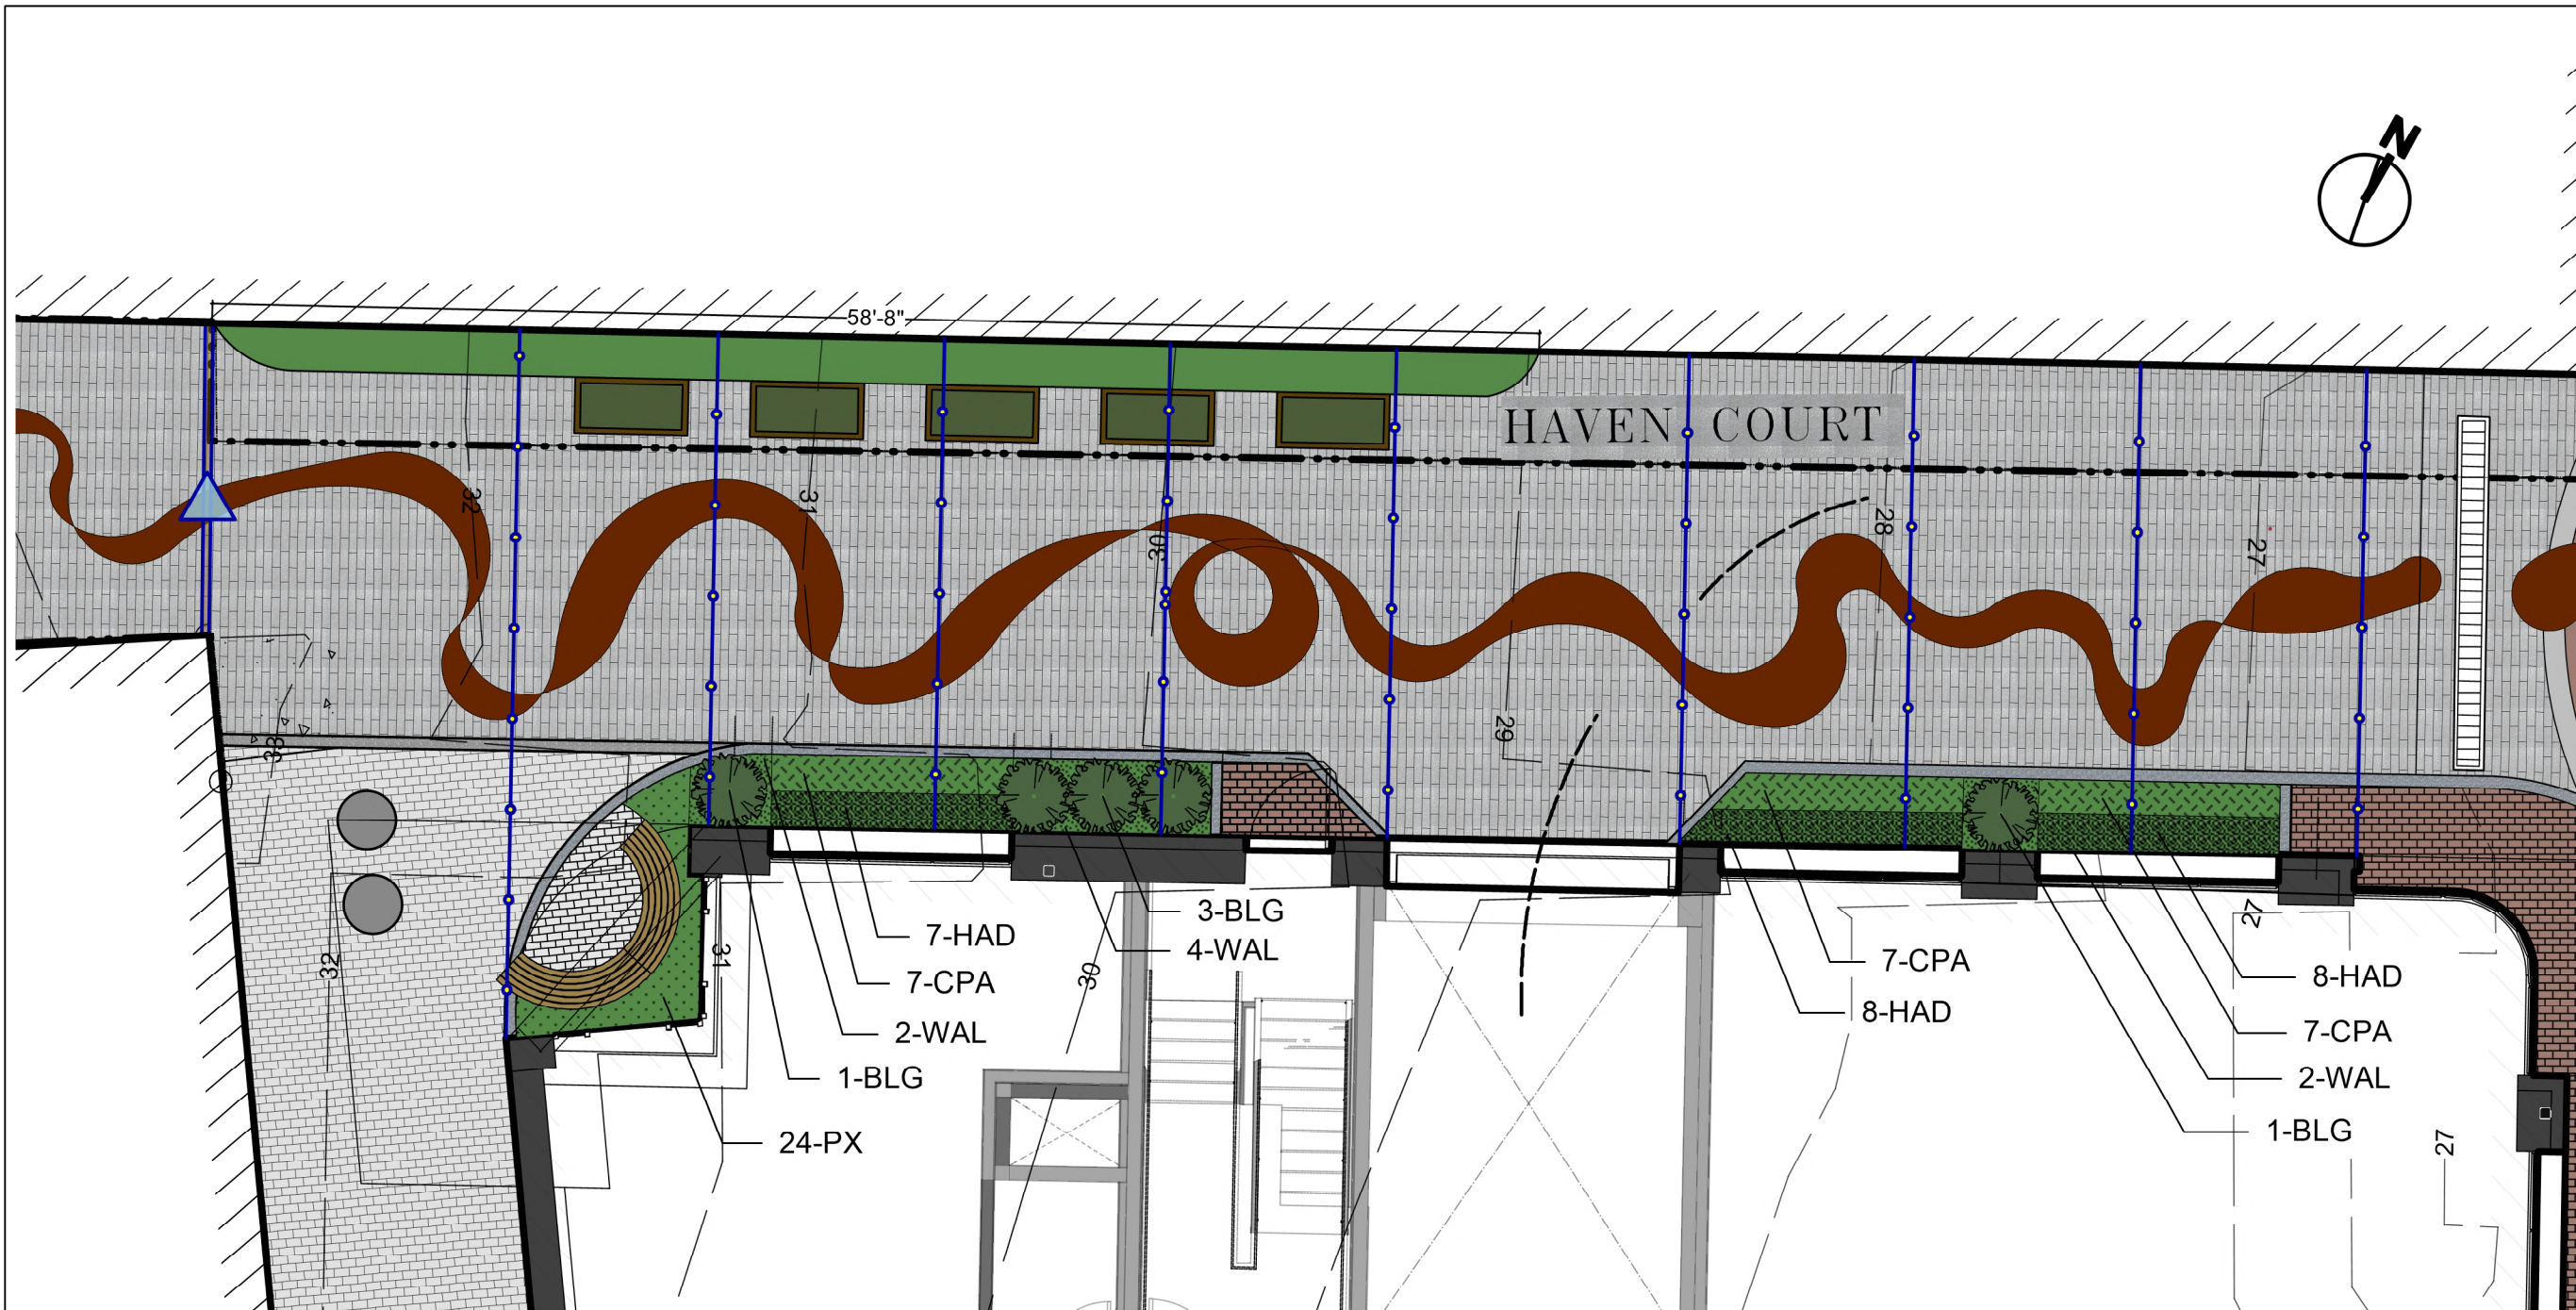 N
58'-8"
HAVEN COURT
32
31
30
28
27
29
33
32
31
30
27
27
7-HAD
7-CPA
2-WAL
1-BLG
24-PX
3-BLG
4-WAL
7-CPA
8-HAD
8-HAD
7-CPA
2-WAL
1-BLG